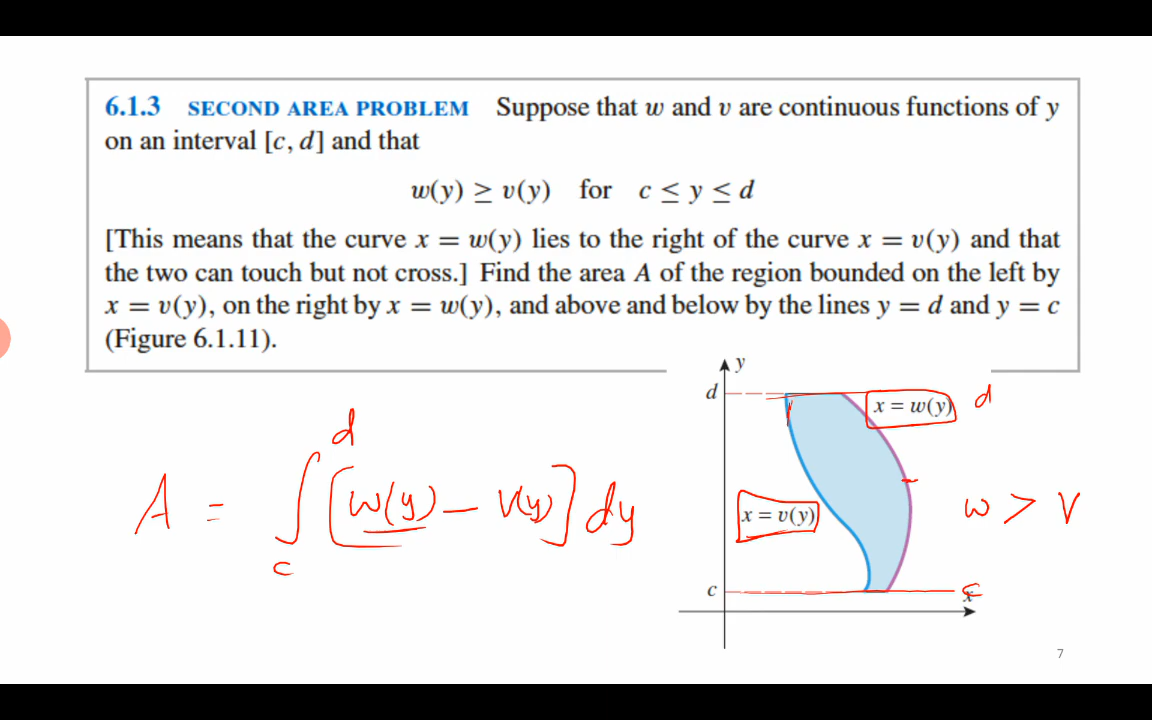 6.1.3 SECOND AREA PROBLEM Suppose that w and v are continuous functions of y
on an interval [c, d] and that
w(y) ≥ v(y) for c ≤ y ≤ d
[This means that the curve x = w(y) lies to the right of the curve x = v(y) and that
the two can touch but not cross.] Find the area A of the region bounded on the left by
x = v(y), on the right by x = w(y), and above and below by the lines y = d and y = c
(Figure 6.1.11).
y
d
x = w(y)
d
A = ∫_c^d [w(y) - v(y)] dy
x = v(y)
w > v
c
x
c
7